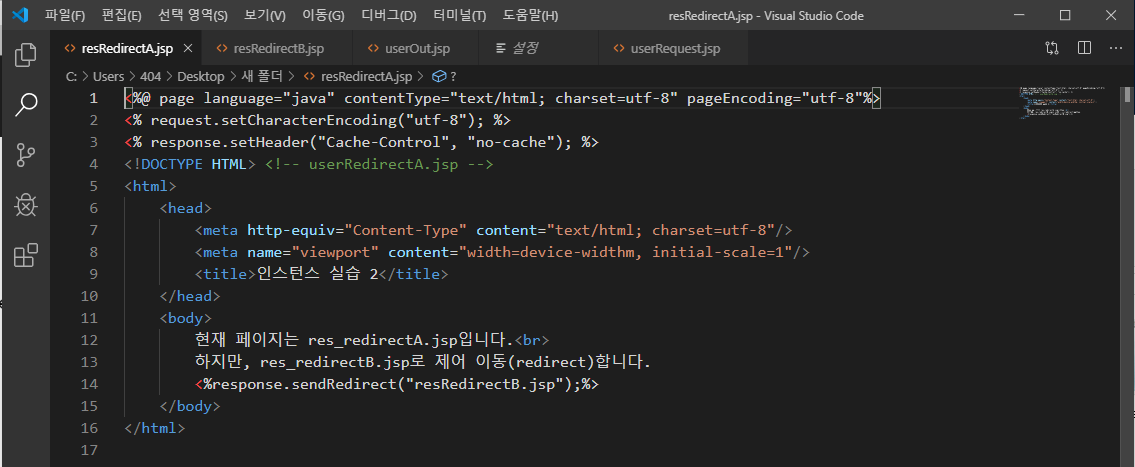 파일(F) 편집(E) 선택 영역(S) 보기(V) 이동(G) 디버그(D) 터미널(T) 도움말(H) resRedirectA.jsp - Visual Studio Code
resRedirectA.jsp resRedirectB.jsp userOut.jsp 설정 userRequest.jsp
C: > Users > 404 > Desktop > 새 폴더 > resRedirectA.jsp > ?
1 <%@ page language="java" contentType="text/html; charset=utf-8" pageEncoding="utf-8"%>
2 <% request.setCharacterEncoding("utf-8"); %>
3 <% response.setHeader("Cache-Control", "no-cache"); %>
4 <!DOCTYPE HTML> <!-- userRedirectA.jsp -->
5 <html>
6 <head>
7 <meta http-equiv="Content-Type" content="text/html; charset=utf-8"/>
8 <meta name="viewport" content="width=device-widthm, initial-scale=1"/>
9 <title>인스턴스 실습 2</title>
10 </head>
11 <body>
12 현재 페이지는 res_redirectA.jsp입니다.<br>
13 하지만, res_redirectB.jsp로 제어 이동(redirect)합니다.
14 <%response.sendRedirect("resRedirectB.jsp");%>
15 </body>
16 </html>
17